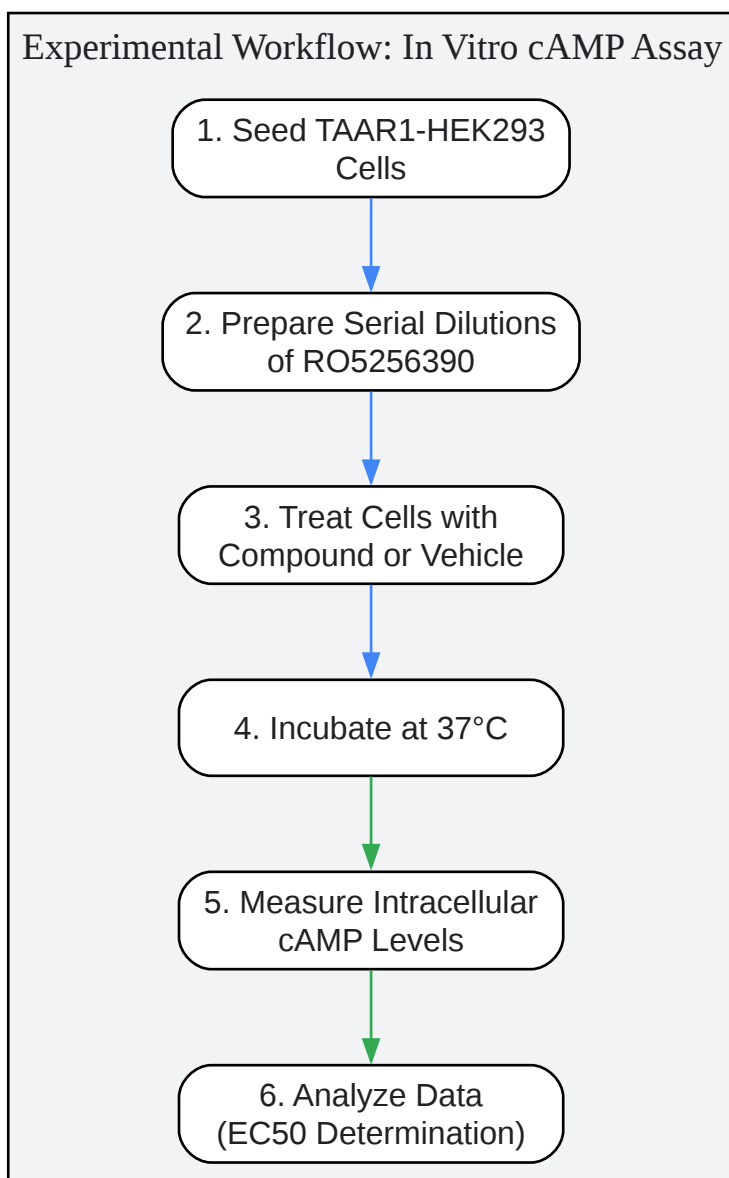 Experimental Workflow: In Vitro cAMP Assay
1. Seed TAAR1-HEK293
Cells
2. Prepare Serial Dilutions
of RO5256390
3. Treat Cells with
Compound or Vehicle
4. Incubate at 37°C
5. Measure Intracellular
cAMP Levels
6. Analyze Data
(EC50 Determination)